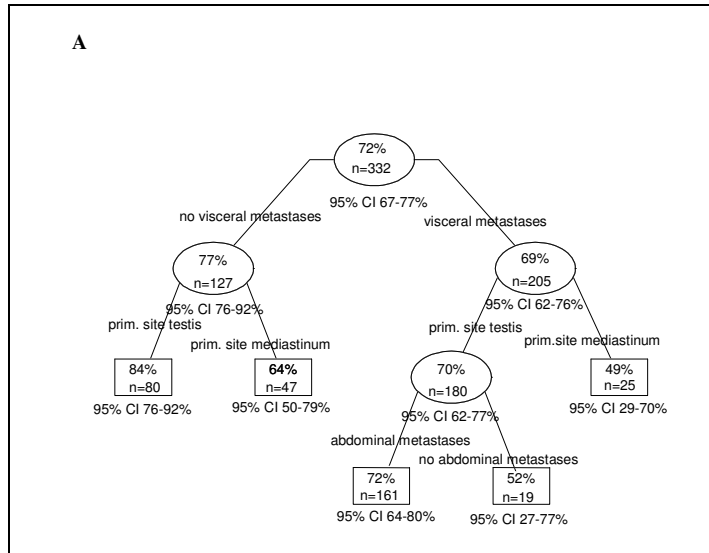 A
72%
n=332
95% CI 67-77%
no visceral metastases
visceral metastases
77%
n=127
95% CI 76-92%
69%
n=205
95% CI 62-76%
prim. site testis
prim. site mediastinum
prim. site testis
prim.site mediastinum
84%
n=80
95% CI 76-92%
64%
n=47
95% CI 50-79%
70%
n=180
95% CI 62-77%
49%
n=25
95% CI 29-70%
abdominal metastases
no abdominal metastases
72%
n=161
95% CI 64-80%
52%
n=19
95% CI 27-77%